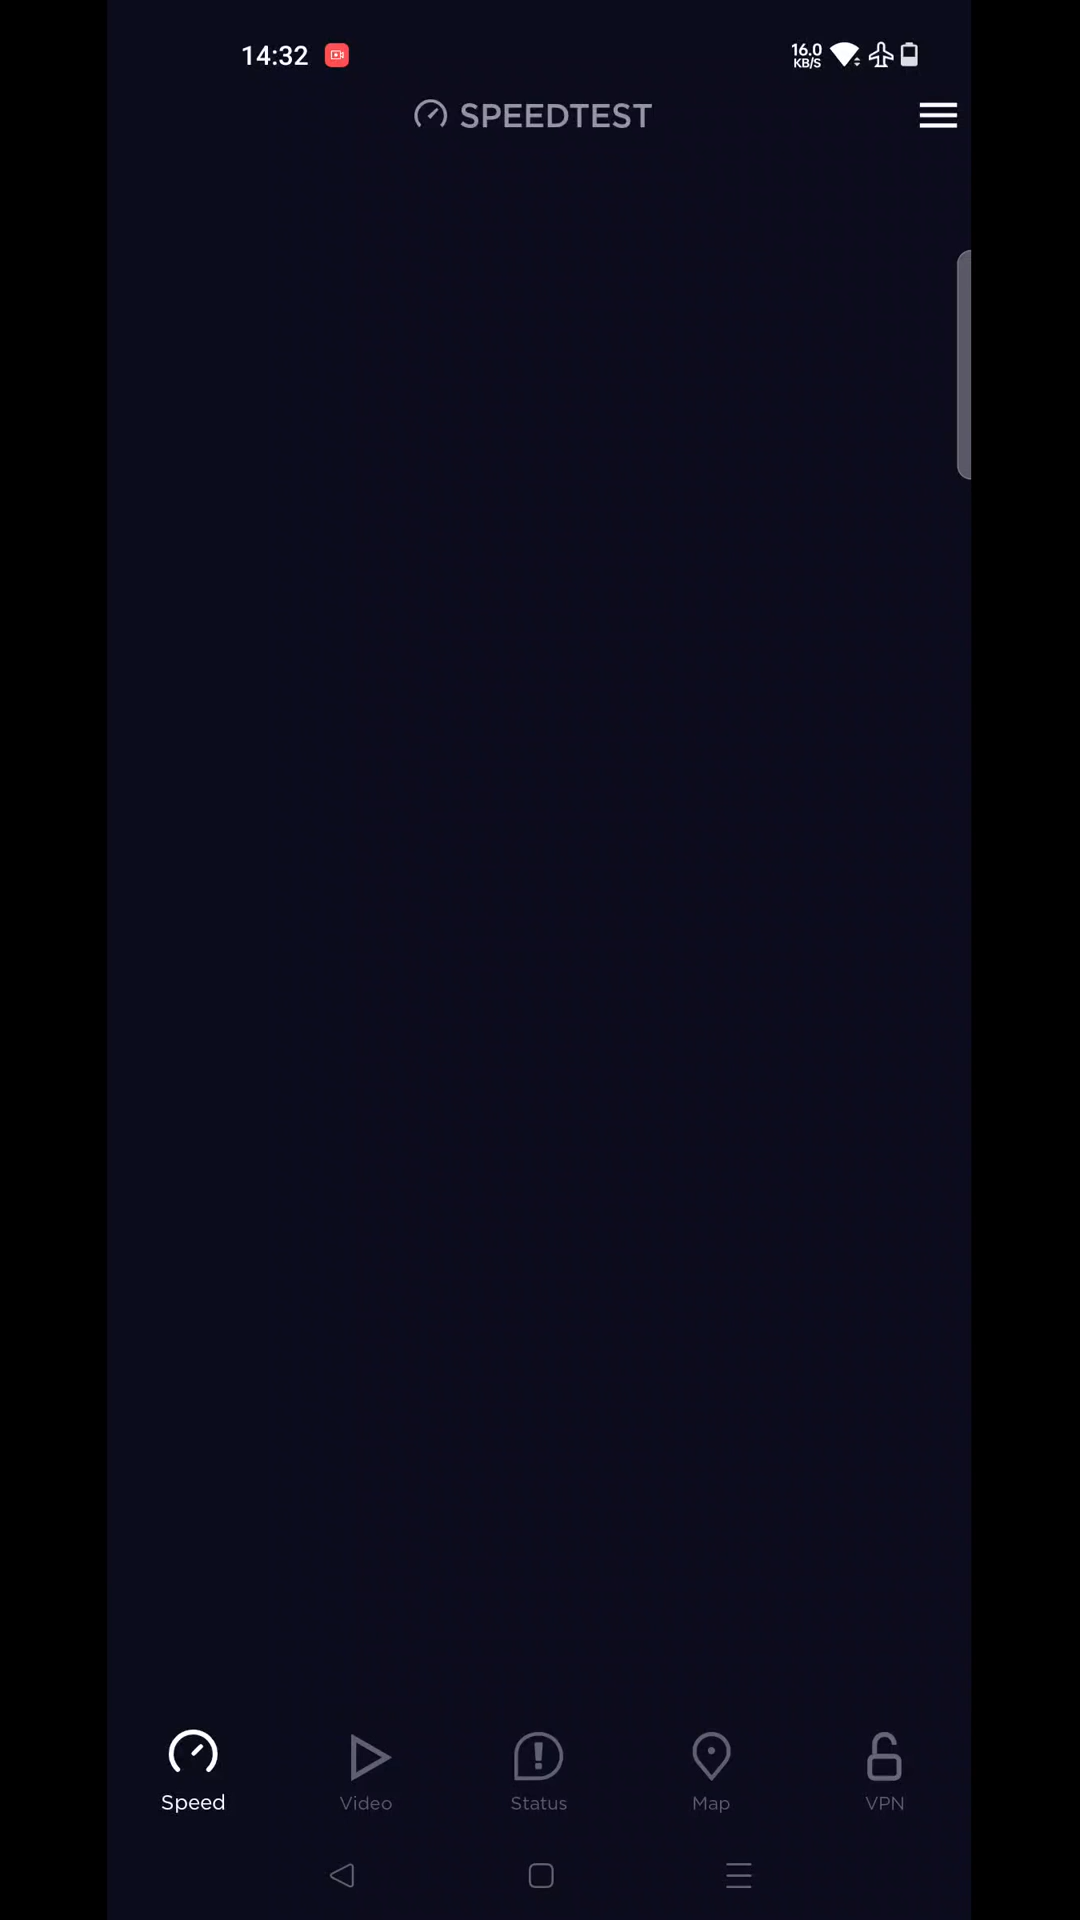 14:32
16.0
KB/S
SPEEDTEST
Speed
Video
Status
Map
VPN